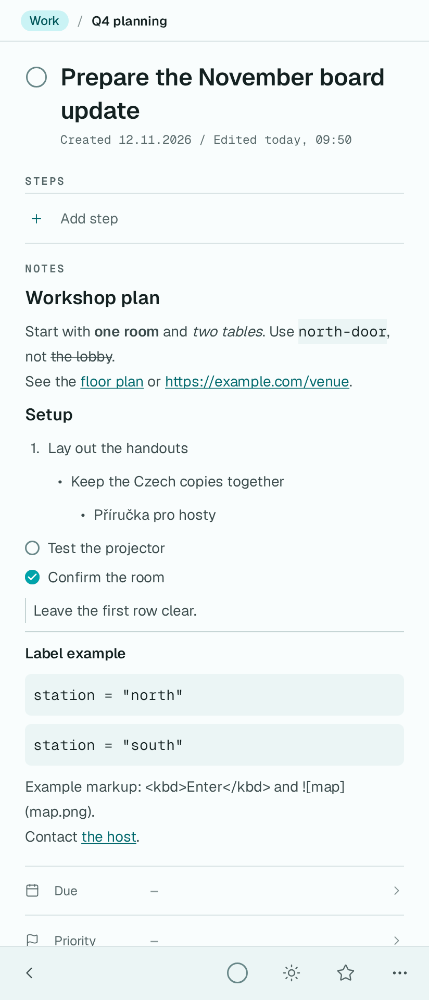 Work / Q4 planning
Prepare the November board
update
Created 12.11.2026 / Edited today, 09:50
STEPS
+ Add step
NOTES
Workshop plan
Start with one room and two tables. Use north-door,
not the lobby.
See the floor plan or https://example.com/venue.
Setup
1. Lay out the handouts
• Keep the Czech copies together
• Příručka pro hosty
Test the projector
Confirm the room
Leave the first row clear.
Label example
station = "north"
station = "south"
Example markup: <kbd>Enter</kbd> and ![map]
(map.png).
Contact the host.
Due –
Priority –